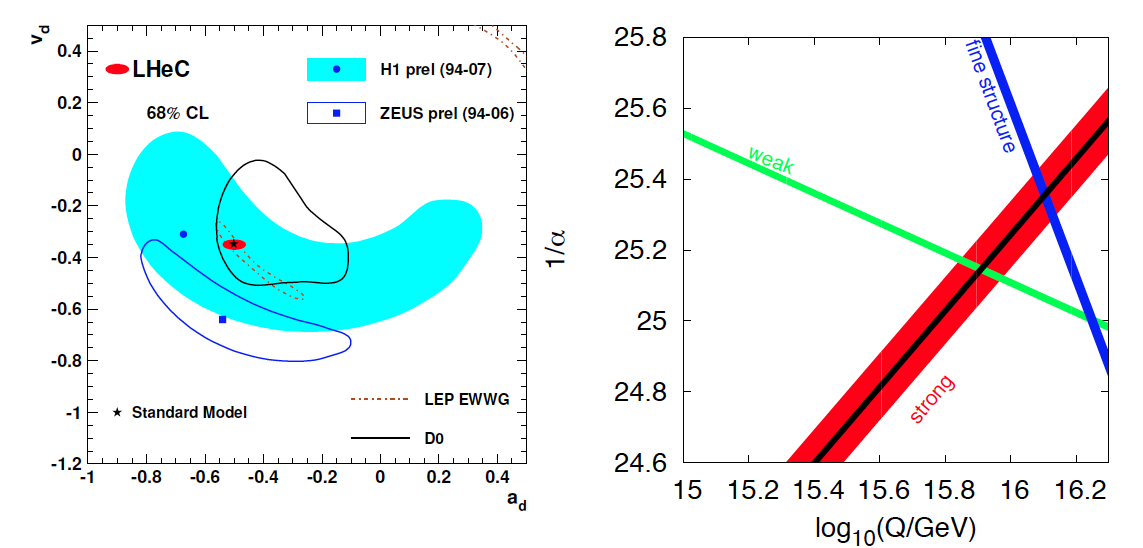 v_d
0.4
0.2
0
-0.2
-0.4
-0.6
-0.8
-1
-1.2
LHeC
68% CL
H1 prel (94-07)
ZEUS prel (94-06)
Standard Model
LEP EWWG
D0
-1 -0.8 -0.6 -0.4 -0.2 0 0.2 0.4
a_d
25.8
25.6
25.4
25.2
25
24.8
24.6
1/α
weak
fine structure
strong
15 15.2 15.4 15.6 15.8 16 16.2
log_10(Q/GeV)